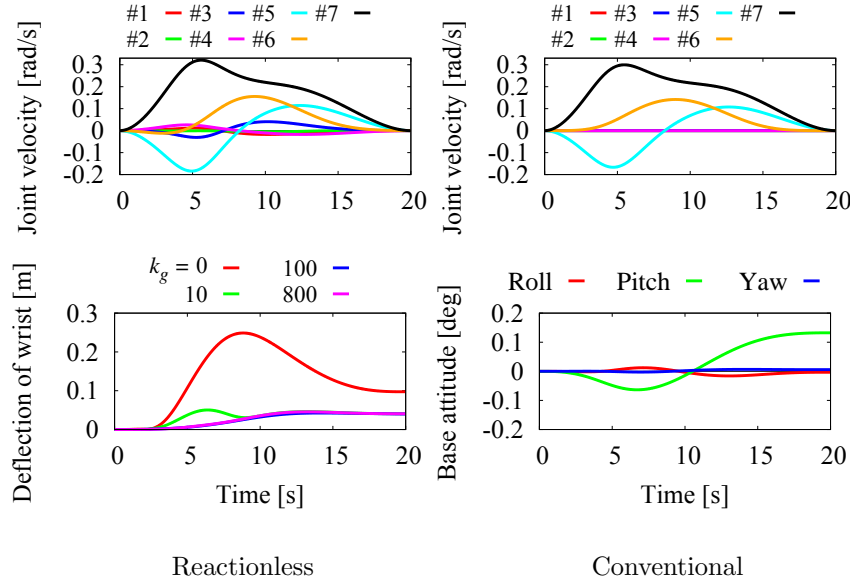 #1 #3 #5 #7
#2 #4 #6
Joint velocity [rad/s]
0.3
0.2
0.1
0
-0.1
-0.2
0 5 10 15 20
#1 #3 #5 #7
#2 #4 #6
Joint velocity [rad/s]
0.3
0.2
0.1
0
-0.1
-0.2
0 5 10 15 20
k_g = 0 100
10 800
Deflection of wrist [m]
0.3
0.2
0.1
0
0 5 10 15 20
Time [s]
Roll Pitch Yaw
Base attitude [deg]
0.2
0.1
0
-0.1
-0.2
0 5 10 15 20
Time [s]
Reactionless
Conventional